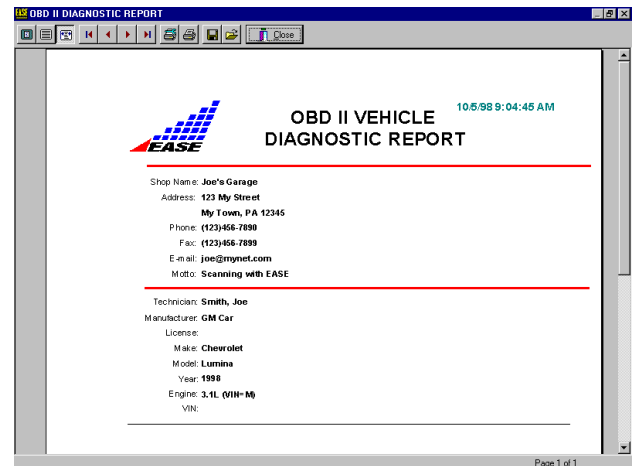 OBD II DIAGNOSTIC REPORT
Close
10/5/98 9:04:45 AM
OBD II VEHICLE
DIAGNOSTIC REPORT
EASE
Shop Name: Joe's Garage
Address: 123 My Street
My Town, PA 12345
Phone: (123)456-7890
Fax: (123)456-7899
E-mail: joe@mynet.com
Motto: Scanning with EASE
Technician: Smith, Joe
Manufacturer: GM Car
License:
Make: Chevrolet
Model: Lumina
Year: 1998
Engine: 3.1L (VIN=M)
VIN:
Page 1 of 1